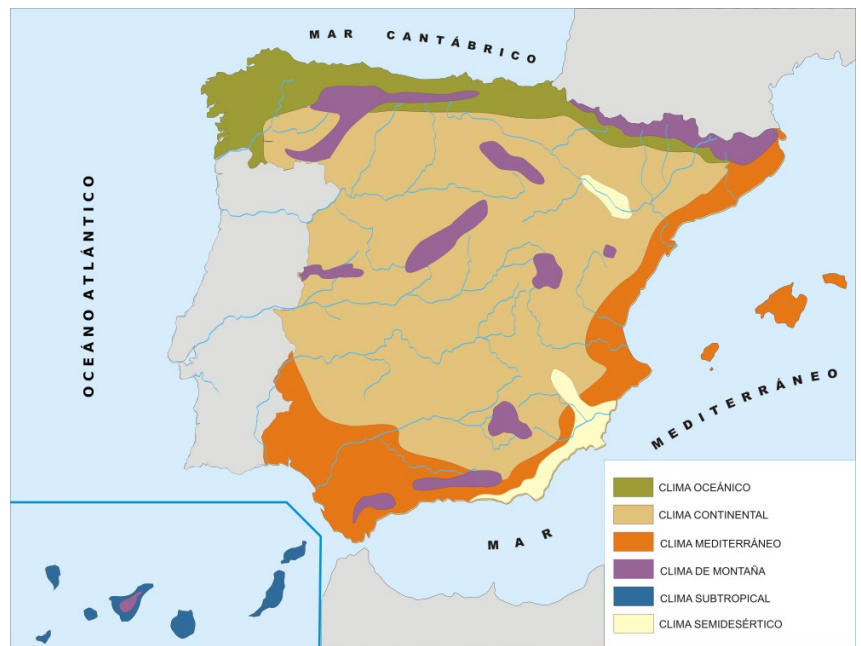 MAR CANTÁBRICO
OCEÁNO ATLÁNTICO
MEDITERRÁNEO
MAR
CLIMA OCEÁNICO
CLIMA CONTINENTAL
CLIMA MEDITERRÁNEO
CLIMA DE MONTAÑA
CLIMA SUBTROPICAL
CLIMA SEMIDESÉRTICO